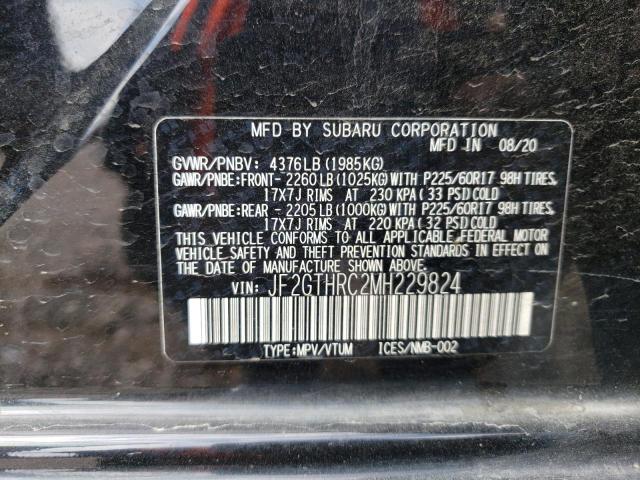 MFD BY SUBARU CORPORATION
MFD IN 08/20
GVWR/PNBV: 4376LB(1985KG)
GAWR/PNBE:FRONT- 2260LB(1025KG)WITH P225/60R17 98H TIRES,
17X7J RIMS AT 230 KPA(33 PSI)COLD
GAWR/PNBE:REAR - 2205LB(1000KG)WITH P225/60R17 98H TIRES,
17X7J RIMS AT 220 KPA(32 PSI)COLD
THIS VEHICLE CONFORMS TO ALL APPLICABLE FEDERAL MOTOR
VEHICLE SAFETY AND THEFT PREVENTION STANDARDS IN EFFECT
ON THE DATE OF MANUFACTURE SHOWN ABOVE.
VIN: JF2GTHRC2MH229824
TYPE:MPV/VTUM ICES/NMB-002